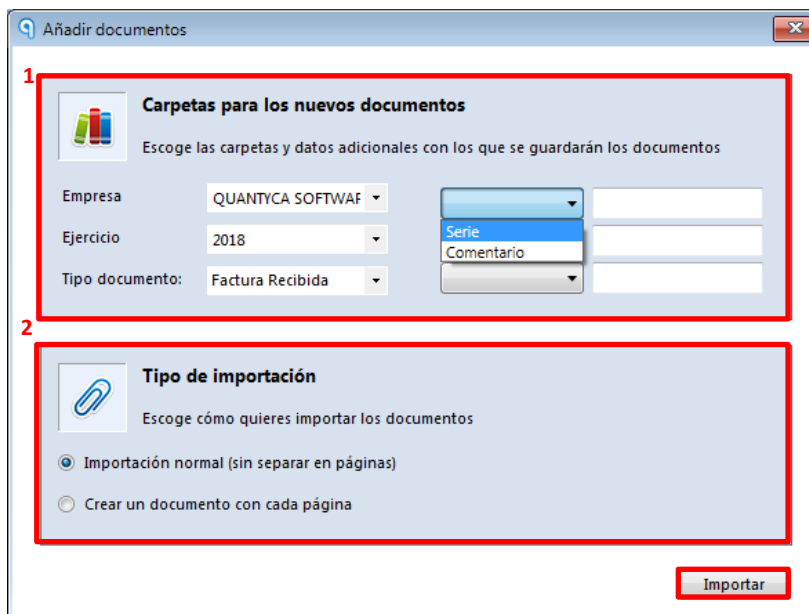 Añadir documentos
1
Carpetas para los nuevos documentos
Escoge las carpetas y datos adicionales con los que se guardarán los documentos
Empresa QUANTYCA SOFTWAR
Ejercicio 2018 Serie
Comentario
Tipo documento: Factura Recibida
2
Tipo de importación
Escoge cómo quieres importar los documentos
Importación normal (sin separar en páginas)
Crear un documento con cada página
Importar